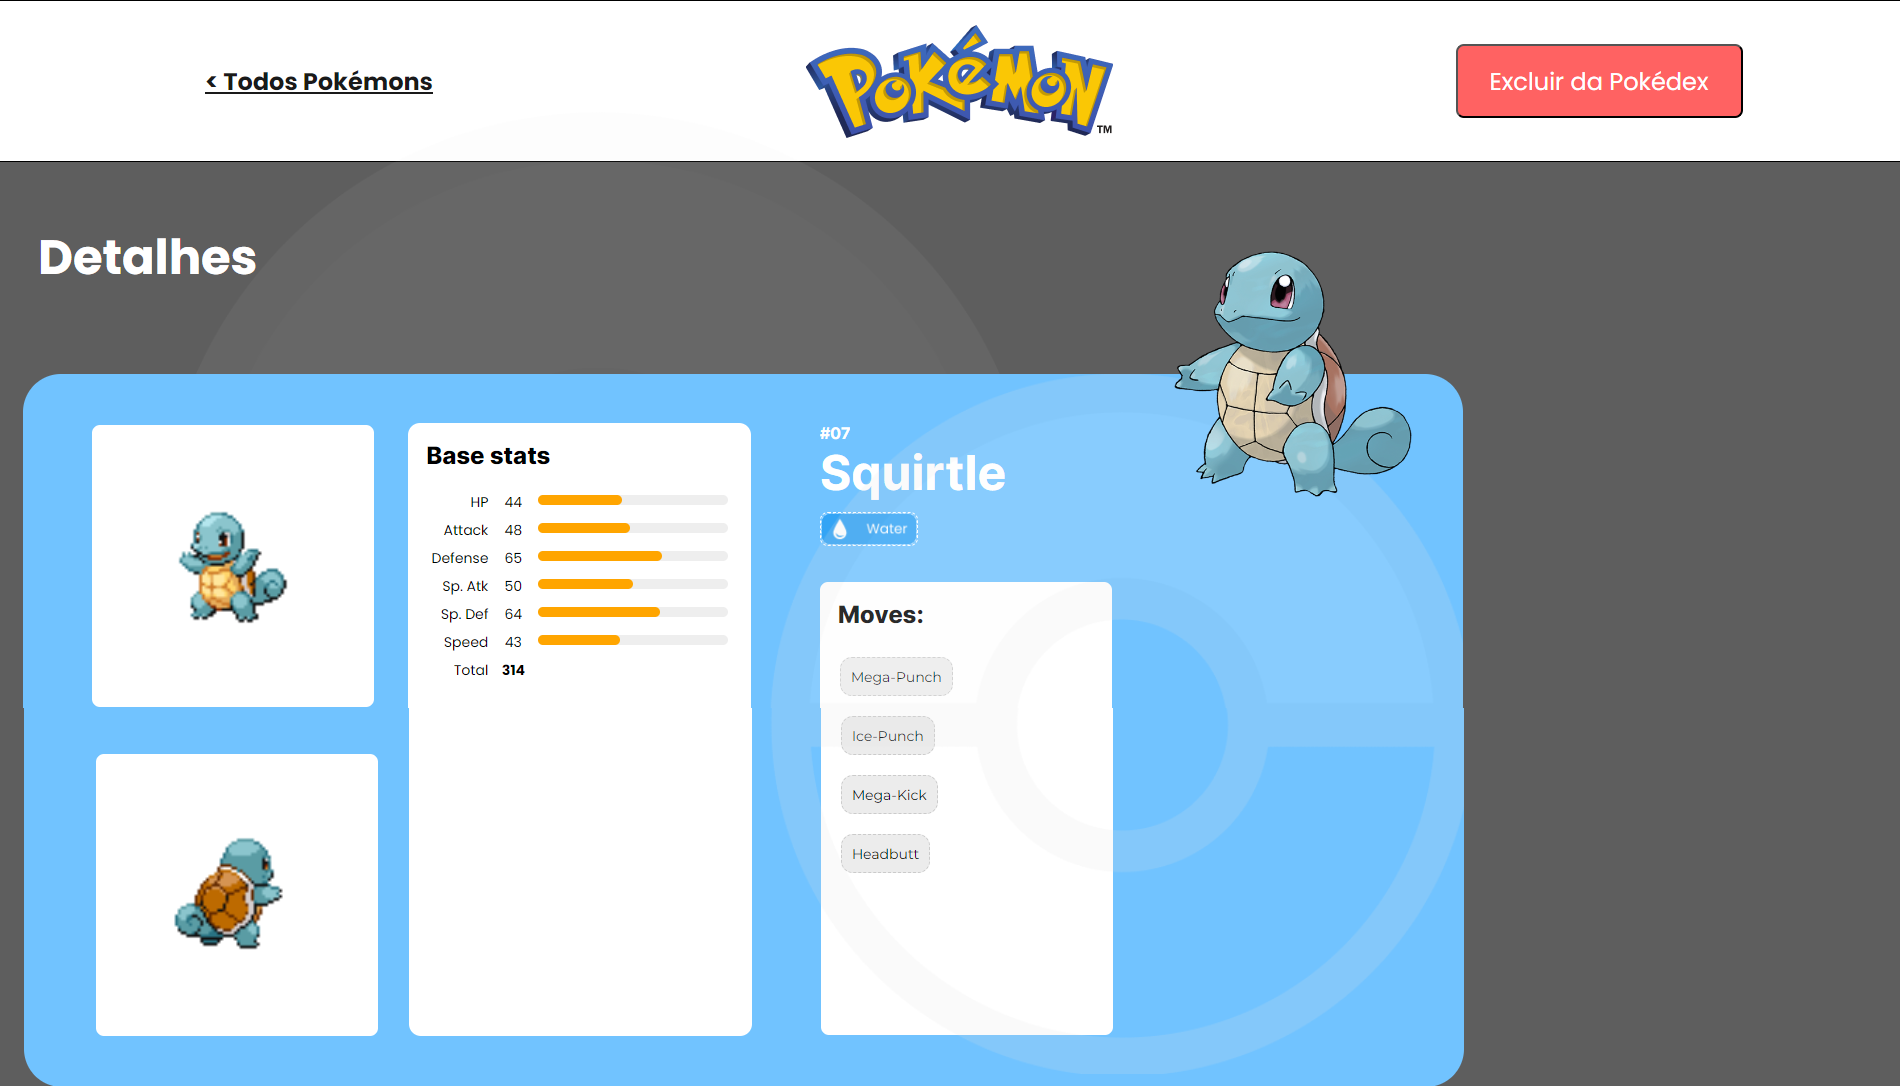 < Todos Pokémons
POKéMON
TM
Excluir da Pokédex
Detalhes
Base stats
HP 44
Attack 48
Defense 65
Sp. Atk 50
Sp. Def 64
Speed 43
Total 314
#07
Squirtle
Water
Moves:
Mega-Punch
Ice-Punch
Mega-Kick
Headbutt